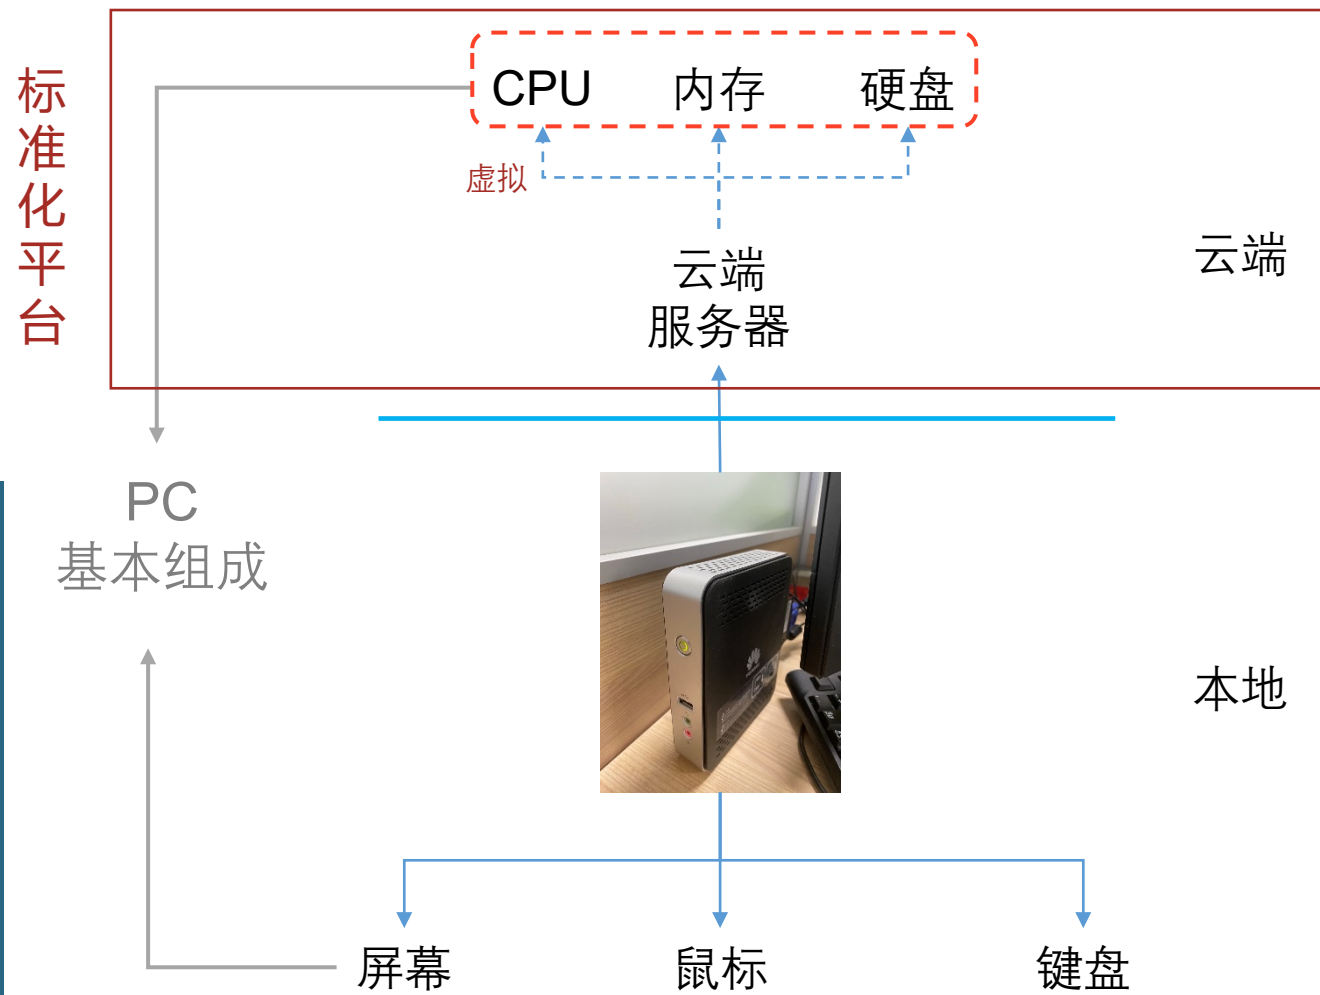 标准化平台
CPU 内存 硬盘
虚拟
云端
服务器
云端
PC
基本组成
本地
屏幕 鼠标 键盘